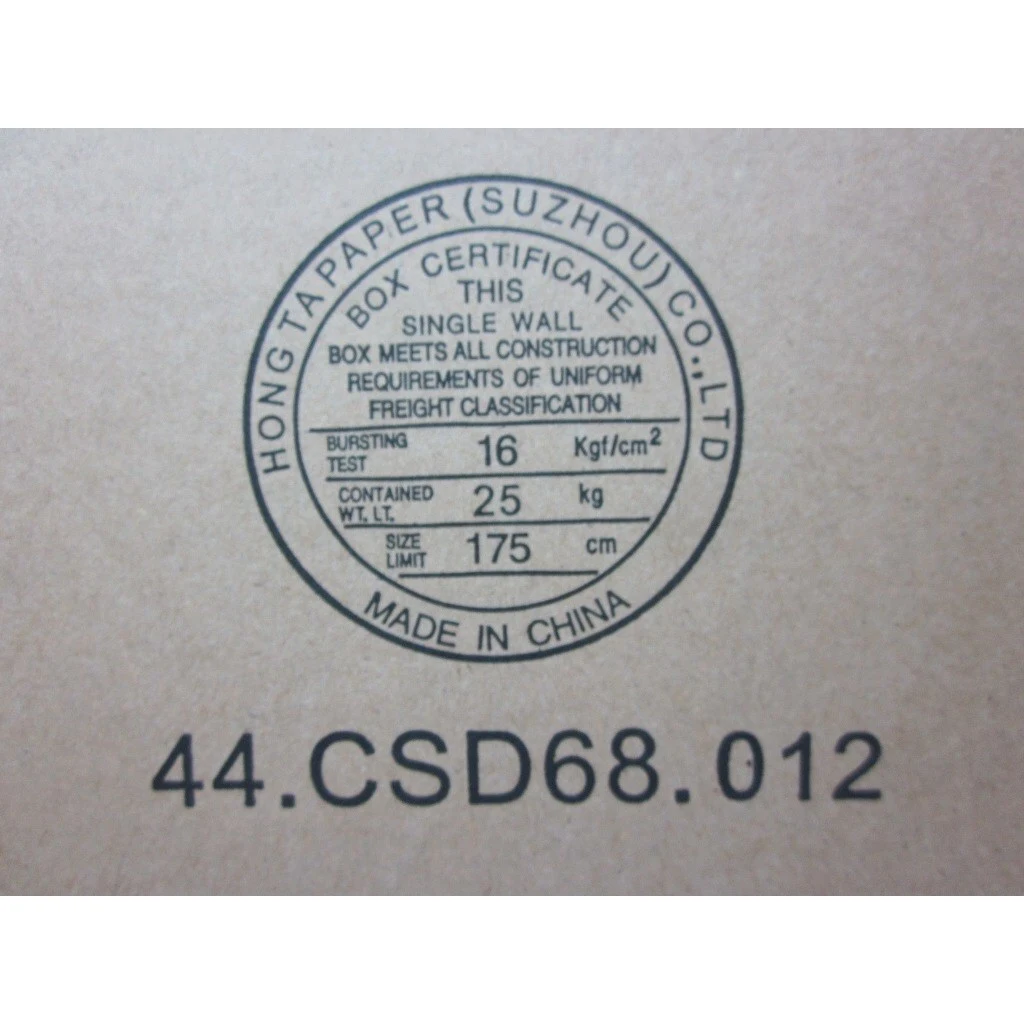 HONG TA PAPER (SUZHOU) CO.,LTD
BOX CERTIFICATE
THIS
SINGLE WALL
BOX MEETS ALL CONSTRUCTION
REQUIREMENTS OF UNIFORM
FREIGHT CLASSIFICATION
BURSTING TEST 16 Kgf/cm²
CONTAINED WT. LT. 25 kg
SIZE LIMIT 175 cm
MADE IN CHINA
44.CSD68.012